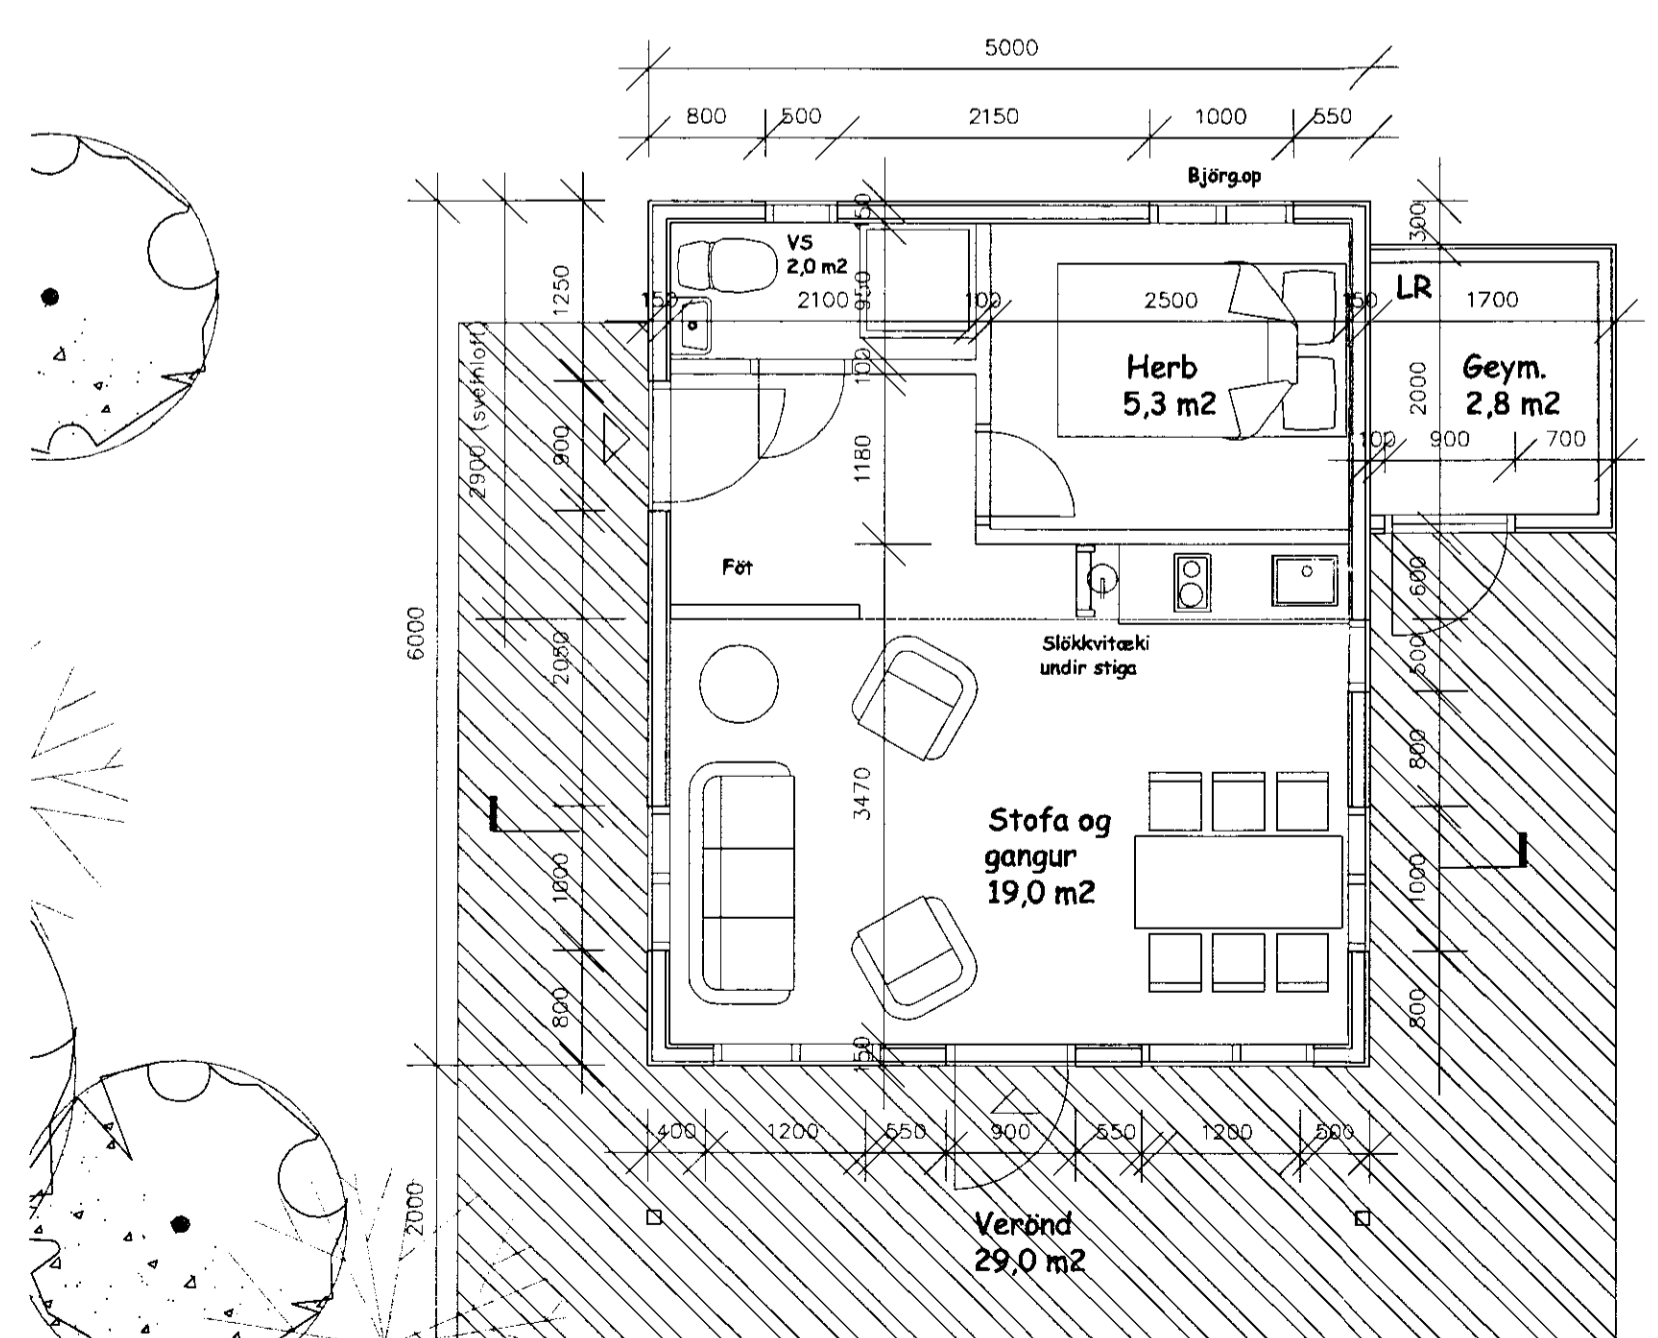 5000
800 500 2150 1000 550
Björg.op
150
300
VS
2,0 m2
1250
950
LR
150 2100 100 2500 150 1700
2900 (svefnloft)
100
Herb
5,3 m2
2000
Geym.
2,8 m2
900
1180
100 900 700
Föt
600
6000
2050
Slökkvitæki
undir stiga
500
800
3470
Stofa og
gangur
19,0 m2
1000
1000
800
800
150
400 1200 550 900 550 1200 500
2000
Verönd
29,0 m2